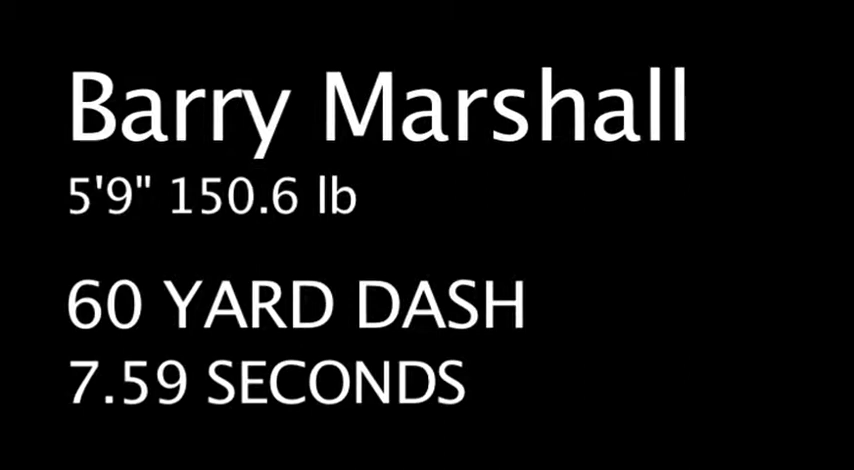 Barry Marshall
5'9" 150.6 lb
60 YARD DASH
7.59 SECONDS